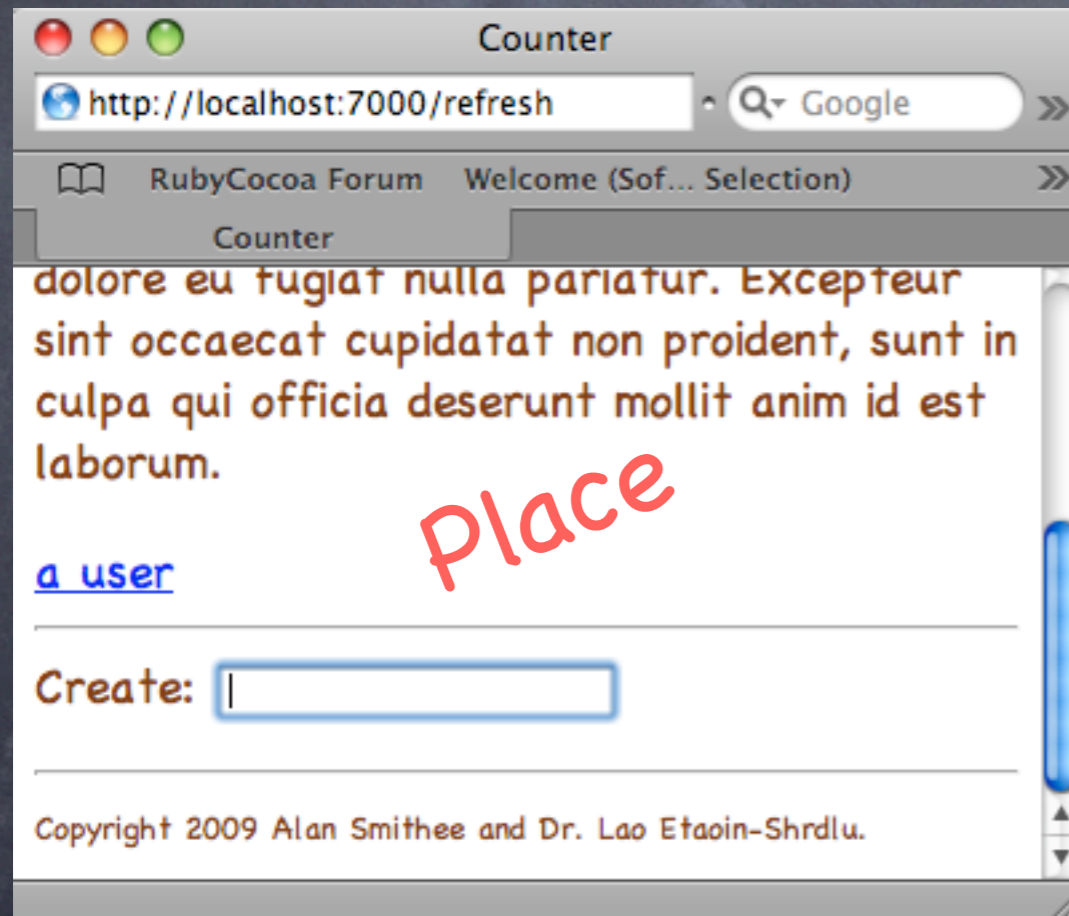 Counter
http://localhost:7000/refresh
Google
RubyCocoa Forum Welcome (Sof... Selection)
Counter
dolore eu fugiat nulla pariatur. Excepteur
sint occaecat cupidatat non proident, sunt in
culpa qui officia deserunt mollit anim id est
laborum.
Place
a user
Create:
Copyright 2009 Alan Smithee and Dr. Lao Etaoin-Shrdlu.